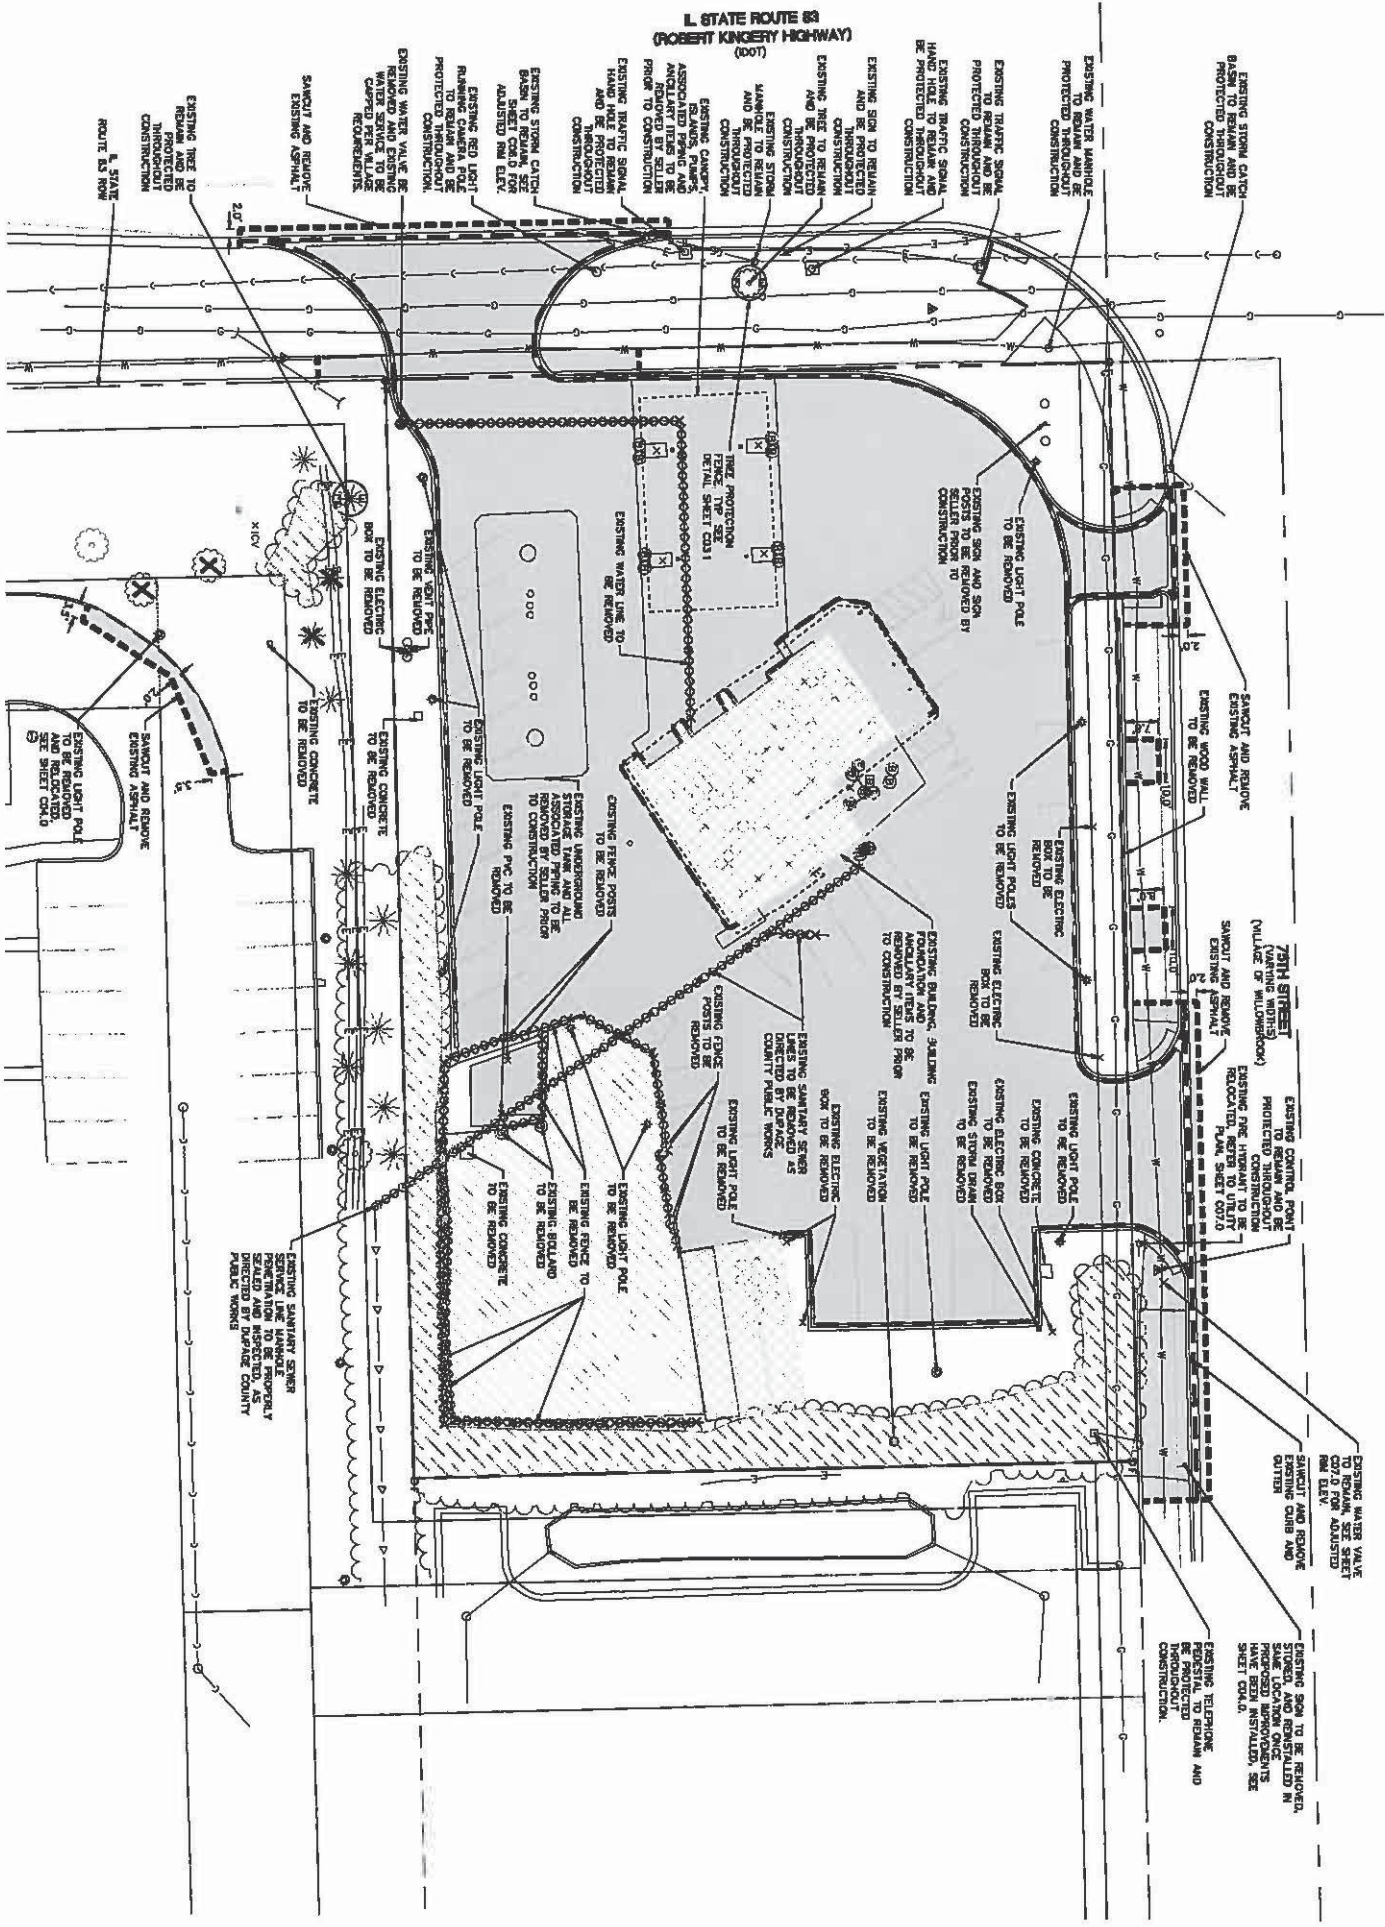 IL STATE ROUTE 83
(ROBERT KINGERY HIGHWAY)
(IDOT)
EXISTING STORM CATCH
BASIN TO REMAIN AND BE
PROTECTED THROUGHOUT
CONSTRUCTION
EXISTING WATER MANHOLE
TO REMAIN AND BE
PROTECTED THROUGHOUT
CONSTRUCTION
EXISTING TRAFFIC SIGNAL
TO REMAIN AND BE
PROTECTED THROUGHOUT
CONSTRUCTION
EXISTING TRAFFIC SIGNAL
HAND HOLE TO REMAIN AND
BE PROTECTED THROUGHOUT
CONSTRUCTION
EXISTING SIGN TO REMAIN
AND BE PROTECTED
THROUGHOUT
CONSTRUCTION
EXISTING TREE TO REMAIN
AND BE PROTECTED
THROUGHOUT
CONSTRUCTION
EXISTING STORM
MANHOLE TO REMAIN
AND BE PROTECTED
THROUGHOUT
CONSTRUCTION
EXISTING CANOPY,
ISLANDS, PUMPS,
ASSOCIATED PIPING AND
ANCILLARY ITEMS TO BE
REMOVED BY SELLER
PRIOR TO CONSTRUCTION
EXISTING TRAFFIC SIGNAL
HAND HOLE TO REMAIN
AND BE PROTECTED
THROUGHOUT
CONSTRUCTION
EXISTING STORM CATCH
BASIN TO REMAIN, SEE
SHEET C06.0 FOR
ADJUSTED RIM ELEV.
EXISTING RED LIGHT
RUNNING CAMERA POLE
TO REMAIN AND BE
PROTECTED THROUGHOUT
CONSTRUCTION.
EXISTING WATER VALVE BE
REMOVED AND EXISTING
WATER SERVICE TO BE
CAPPED PER VILLAGE
REQUIREMENTS.
SAWCUT AND REMOVE
EXISTING ASPHALT
EXISTING TREE TO
REMAIN AND BE
PROTECTED
THROUGHOUT
CONSTRUCTION
IL STATE
ROUTE 83 ROW
2.0'
TREE PROTECTION
FENCE, TYP SEE
DETAIL SHEET C03.1
EXISTING SIGN AND SIGN
POSTS TO BE REMOVED BY
SELLER PRIOR TO
CONSTRUCTION
EXISTING LIGHT POLE
TO BE REMOVED
EXISTING WATER LINE TO
BE REMOVED
EXISTING VENT PIPE
TO BE REMOVED
EXISTING ELECTRIC
BOX TO BE REMOVED
SAWCUT AND REMOVE
EXISTING ASPHALT
2.0'
EXISTING WOOD WALL
TO BE REMOVED
7.0'
10.0'
EXISTING LIGHT POLES
TO BE REMOVED
EXISTING ELECTRIC
BOX TO BE
REMOVED
EXISTING CONCRETE
TO BE REMOVED
EXISTING CONCRETE
TO BE REMOVED
SAWCUT AND REMOVE
EXISTING ASPHALT
EXISTING LIGHT POLE
TO BE REMOVED
AND RELOCATED.
SEE SHEET C04.0
EXISTING LIGHT POLE
TO BE REMOVED
EXISTING UNDERGROUND
STORAGE TANK AND ALL
ASSOCIATED PIPING TO BE
REMOVED BY SELLER PRIOR
TO CONSTRUCTION
EXISTING PVC TO BE
REMOVED
EXISTING FENCE POSTS
TO BE REMOVED
75TH STREET
(VARYING WIDTHS)
(VILLAGE OF WILLOWBROOK)
SAWCUT AND REMOVE
EXISTING ASPHALT
2.0'
EXISTING ELECTRIC
BOX TO BE
REMOVED
EXISTING BUILDING, BUILDING
FOUNDATION AND
ANCILLARY ITEMS TO BE
REMOVED BY SELLER PRIOR
TO CONSTRUCTION
EXISTING FENCE
POSTS TO BE
REMOVED
EXISTING SANITARY SEWER
LINES TO BE REMOVED AS
DIRECTED BY DUPAGE
COUNTY PUBLIC WORKS
EXISTING CONTROL POINT
TO REMAIN AND BE
PROTECTED THROUGHOUT
CONSTRUCTION
EXISTING FIRE HYDRANT TO BE
RELOCATED, REFER TO UTILITY
PLAN, SHEET C07.0
EXISTING LIGHT POLE
TO BE REMOVED
EXISTING CONCRETE
TO BE REMOVED
EXISTING ELECTRIC BOX
TO BE REMOVED
EXISTING STORM DRAIN
TO BE REMOVED
EXISTING LIGHT POLE
TO BE REMOVED
EXISTING VEGETATION
TO BE REMOVED
EXISTING ELECTRIC
BOX TO BE REMOVED
EXISTING LIGHT POLE
TO BE REMOVED
EXISTING LIGHT POLE
TO BE REMOVED
EXISTING FENCE TO
BE REMOVED
EXISTING BOLLARD
TO BE REMOVED
EXISTING CONCRETE
TO BE REMOVED
EXISTING SANITARY SEWER
SERVICE LINE MANHOLE
PENETRATION TO BE PROPERLY
SEALED AND INSPECTED, AS
DIRECTED BY DUPAGE COUNTY
PUBLIC WORKS
EXISTING WATER VALVE
TO REMAIN, SEE SHEET
C07.0 FOR ADJUSTED
RIM ELEV.
SAWCUT AND REMOVE
EXISTING CURB AND
GUTTER
EXISTING SIGN TO BE REMOVED,
STORED, AND REINSTALLED IN
SAME LOCATION ONCE
PROPOSED IMPROVEMENTS
HAVE BEEN INSTALLED, SEE
SHEET C04.0.
EXISTING TELEPHONE
PEDESTAL TO REMAIN AND
BE PROTECTED
THROUGHOUT
CONSTRUCTION.